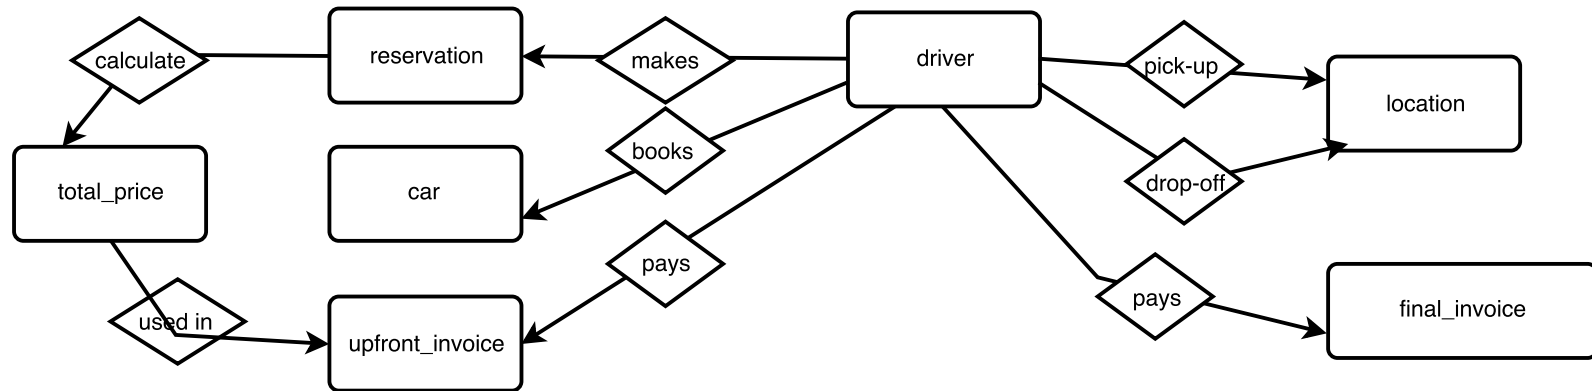 calculate
reservation
makes
driver
pick-up
location
total_price
car
books
drop-off
used in
upfront_invoice
pays
pays
final_invoice